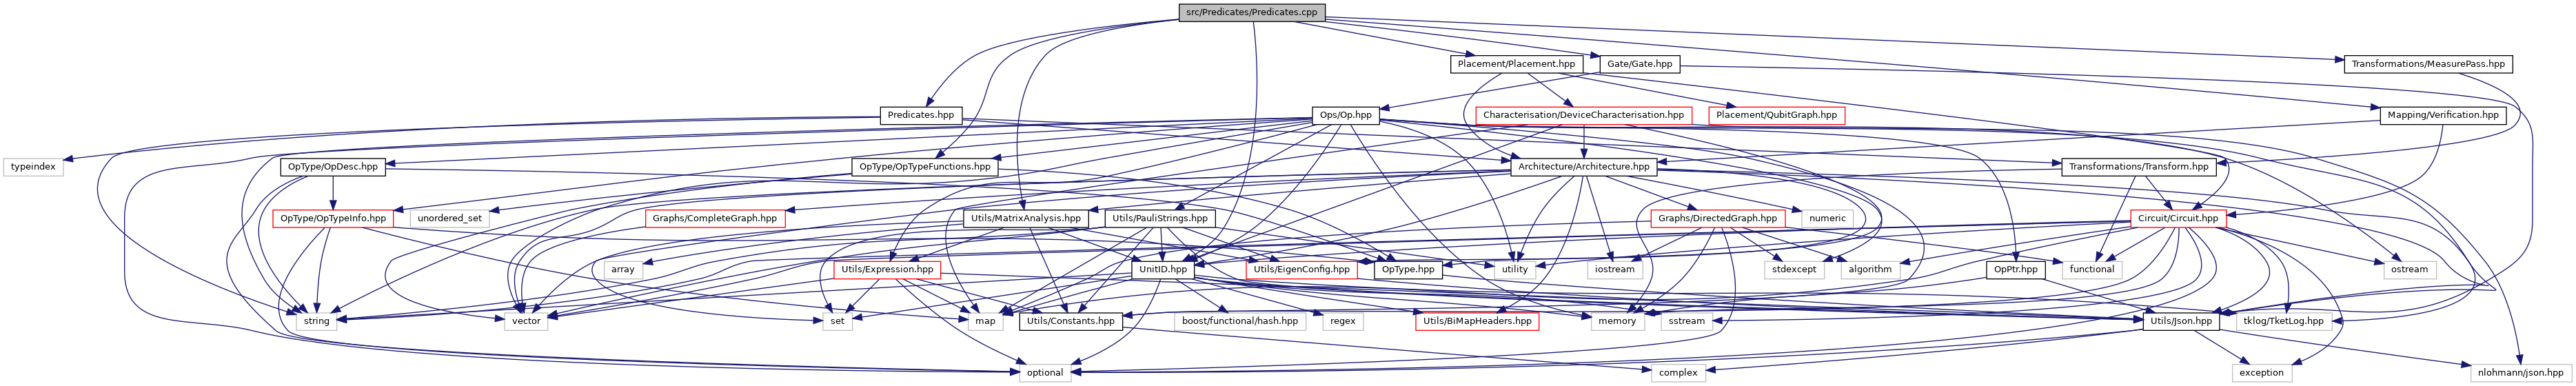 src/Predicates/Predicates.cpp
Placement/Placement.hpp
Gate/Gate.hpp
Transformations/MeasurePass.hpp
Predicates.hpp
Ops/Op.hpp
Characterisation/DeviceCharacterisation.hpp
Placement/QubitGraph.hpp
Mapping/Verification.hpp
typeindex
OpType/OpDesc.hpp
OpType/OpTypeFunctions.hpp
Architecture/Architecture.hpp
Transformations/Transform.hpp
OpType/OpTypeInfo.hpp
unordered_set
Graphs/CompleteGraph.hpp
Utils/MatrixAnalysis.hpp
Utils/PauliStrings.hpp
Graphs/DirectedGraph.hpp
numeric
Circuit/Circuit.hpp
array
Utils/Expression.hpp
UnitID.hpp
Utils/EigenConfig.hpp
OpType.hpp
utility
iostream
stdexcept
algorithm
OpPtr.hpp
functional
ostream
string
vector
set
map
Utils/Constants.hpp
boost/functional/hash.hpp
regex
Utils/BiMapHeaders.hpp
memory
sstream
Utils/Json.hpp
tklog/TketLog.hpp
optional
complex
exception
nlohmann/json.hpp